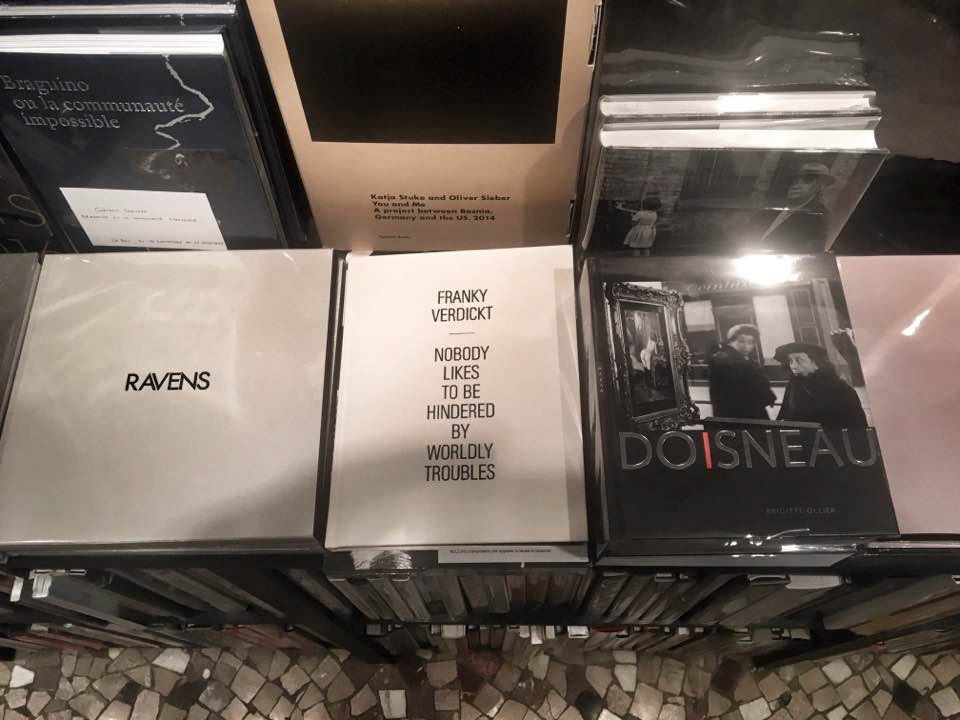 Braguino
ou la communauté
impossible
Katja Stuke and Oliver Sieber
You and Me
A project between Bosnia,
Germany and the US, 2014
RAVENS
FRANKY
VERDICKT
NOBODY
LIKES
TO BE
HINDERED
BY
WORLDLY
TROUBLES
DOISNEAU
BRIGITTE OLLIER